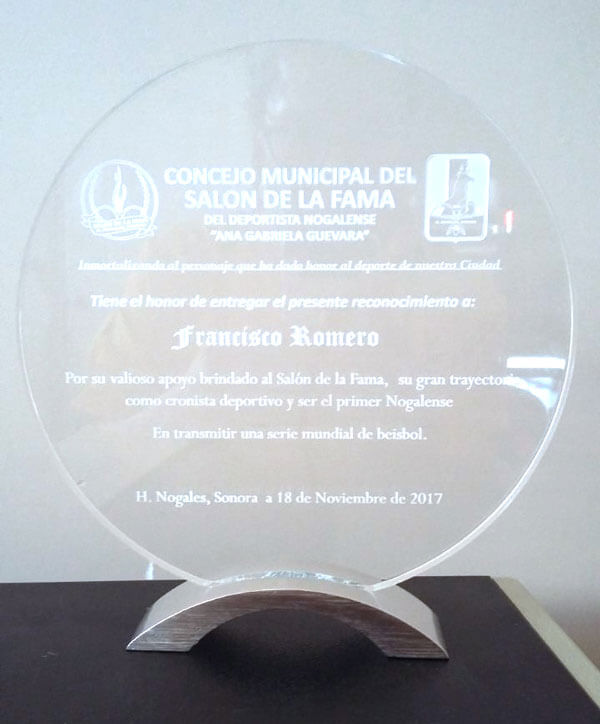 CONCEJO MUNICIPAL DEL
SALON DE LA FAMA
DEL DEPORTISTA NOGALENSE
"ANA GABRIELA GUEVARA"
Inmortalizando al personaje que ha dado honor al deporte de nuestra Ciudad
Tiene el honor de entregar el presente reconocimiento a:
Francisco Romero
Por su valioso apoyo brindado al Salón de la Fama, su gran trayectoria
como cronista deportivo y ser el primer Nogalense
En transmitir una serie mundial de beisbol.
H. Nogales, Sonora a 18 de Noviembre de 2017